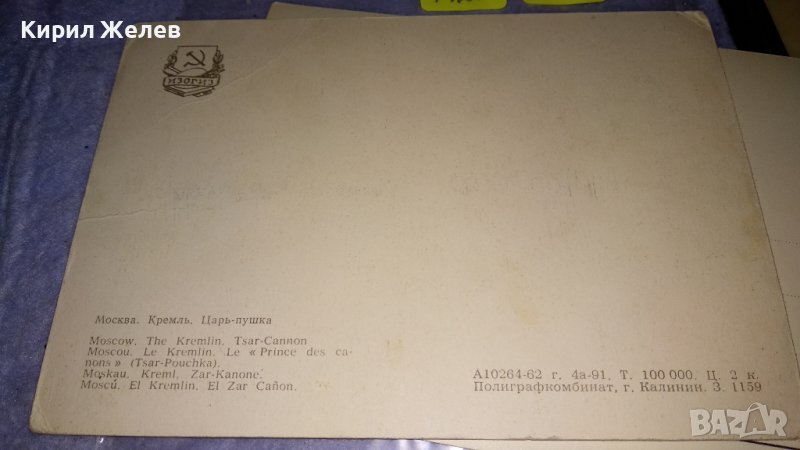 Кирил Желев
ИЗОГИЗ
Москва. Кремль. Царь-пушка
Moscow. The Kremlin. Tsar-Cannon
Moscou. Le Kremlin. Le «Prince des ca-
nons» (Tsar-Pouchka).
Moskau. Kreml. Zar-Kanone.
Moscú. El Kremlin. El Zar Cañon.
А10264-62 г. 4а-91. Т. 100 000. Ц. 2 к.
Полиграфкомбинат, г. Калинин. З. 1159
BAZAR